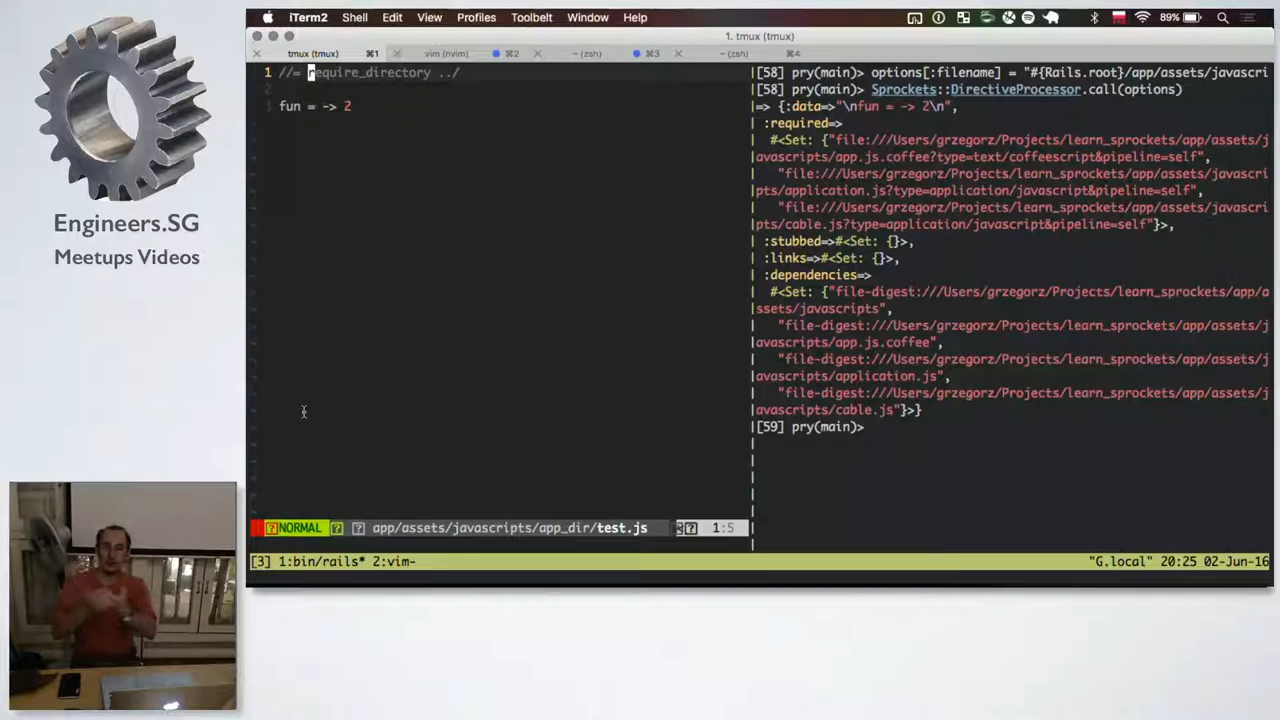 iTerm2 Shell Edit View Profiles Toolbelt Window Help 89%
1. tmux (tmux)
tmux (tmux) ⌘1 vim (nvim) ⌘2 ~ (zsh) ⌘3 ~ (zsh) ⌘4
1 //= require_directory ../
3 fun = -> 2
NORMAL app/assets/javascripts/app_dir/test.js 1:5
[58] pry(main)> options[:filename] = "#{Rails.root}/app/assets/javascri
[58] pry(main)> Sprockets::DirectiveProcessor.call(options)
=> {:data=>"\nfun = -> 2\n",
:required=>
#<Set: {"file:///Users/grzegorz/Projects/learn_sprockets/app/assets/j
avascripts/app.js.coffee?type=text/coffeescript&pipeline=self",
"file:///Users/grzegorz/Projects/learn_sprockets/app/assets/javascri
pts/application.js?type=application/javascript&pipeline=self",
"file:///Users/grzegorz/Projects/learn_sprockets/app/assets/javascri
pts/cable.js?type=application/javascript&pipeline=self"}>,
:stubbed=>#<Set: {}>,
:links=>#<Set: {}>,
:dependencies=>
#<Set: {"file-digest:///Users/grzegorz/Projects/learn_sprockets/app/a
ssets/javascripts",
"file-digest:///Users/grzegorz/Projects/learn_sprockets/app/assets/j
avascripts/app.js.coffee",
"file-digest:///Users/grzegorz/Projects/learn_sprockets/app/assets/j
avascripts/application.js",
"file-digest:///Users/grzegorz/Projects/learn_sprockets/app/assets/j
avascripts/cable.js"}>}
[59] pry(main)>
[3] 1:bin/rails* 2:vim- "G.local" 20:25 02-Jun-16
Engineers.SG
Meetups Videos